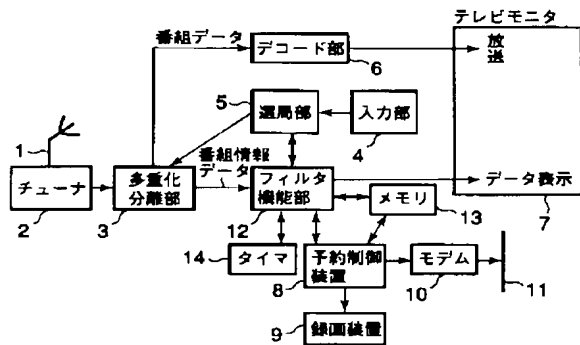 テレビモニタ
番組データ
デコード部
放送
6
5
選局部
入力部
4
1
番組情報データ
チューナ
多重化分離部
フィルタ機能部
データ表示
2
3
12
メモリ
13
7
14
タイマ
予約制御装置
8
モデム
10
11
9
録画装置